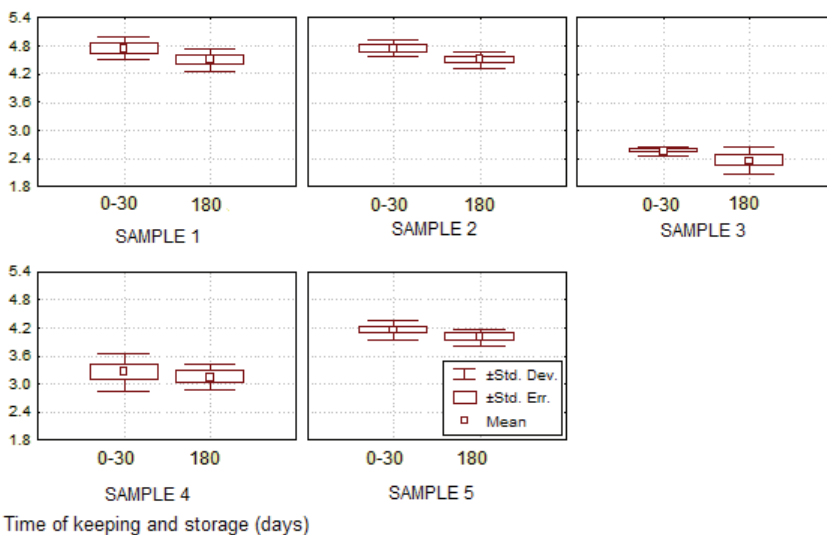 5.4
4.8
4.2
3.6
3.0
2.4
1.8
0-30 180
0-30 180
0-30 180
SAMPLE 1
SAMPLE 2
SAMPLE 3
5.4
4.8
4.2
3.6
3.0
2.4
1.8
±Std. Dev.
±Std. Err.
Mean
0-30 180
0-30 180
SAMPLE 4
SAMPLE 5
Time of keeping and storage (days)